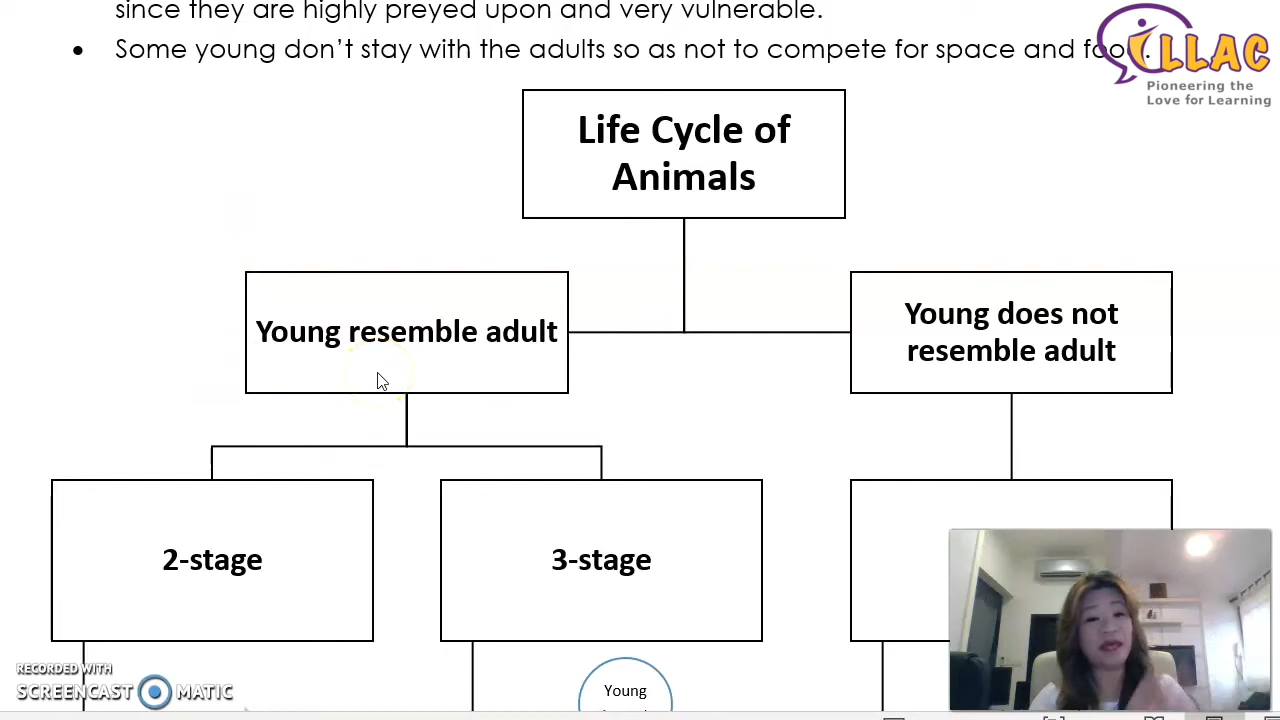 since they are highly preyed upon and very vulnerable.
• Some young don't stay with the adults so as not to compete for space and
iLLAC
Pioneering the
Love for Learning
Life Cycle of
Animals
Young resemble adult
Young does not
resemble adult
2-stage
3-stage
Young
RECORDED WITH
SCREENCAST MATIC